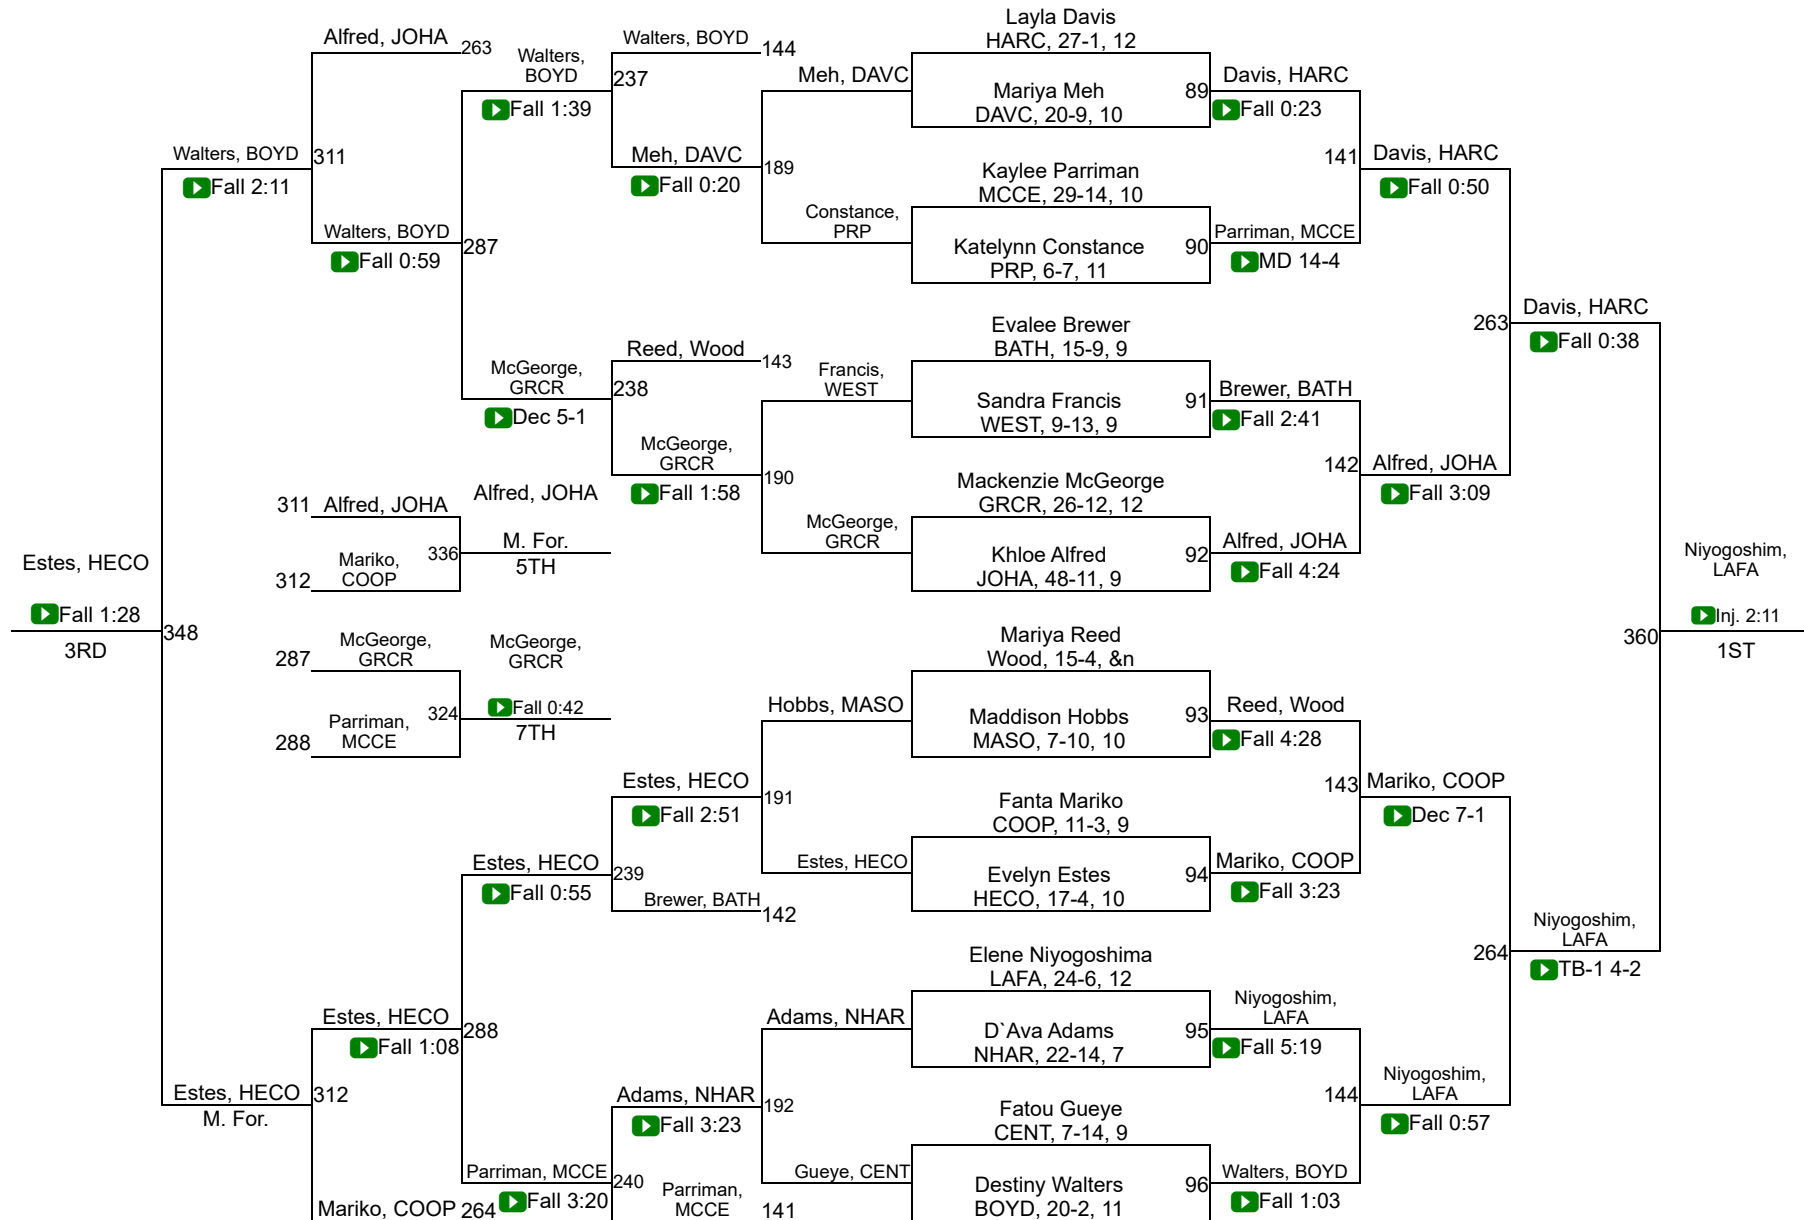 Layla Davis
HARC, 27-1, 12
Alfred, JOHA
263
Walters, BOYD
144
Walters,
BOYD
237
Meh, DAVC
Mariya Meh
DAVC, 20-9, 10
89
Davis, HARC
Fall 1:39
Fall 0:23
Walters, BOYD
311
Meh, DAVC
189
Kaylee Parriman
MCCE, 29-14, 10
141
Davis, HARC
Fall 2:11
Fall 0:20
Fall 0:50
Walters, BOYD
287
Constance,
PRP
Katelynn Constance
PRP, 6-7, 11
90
Parriman, MCCE
Fall 0:59
MD 14-4
Davis, HARC
263
Fall 0:38
Evalee Brewer
BATH, 15-9, 9
Reed, Wood
143
McGeorge,
GRCR
238
Francis,
WEST
Sandra Francis
WEST, 9-13, 9
91
Brewer, BATH
Dec 5-1
Fall 2:41
McGeorge,
GRCR
190
Mackenzie McGeorge
GRCR, 26-12, 12
142
Alfred, JOHA
Fall 1:58
Fall 3:09
311
Alfred, JOHA
Alfred, JOHA
McGeorge,
GRCR
Khloe Alfred
JOHA, 48-11, 9
92
Alfred, JOHA
Fall 4:24
336
M. For.
5TH
312
Mariko,
COOP
Estes, HECO
Fall 1:28
3RD
348
Niyogoshim,
LAFA
Inj. 2:11
1ST
360
287
McGeorge,
GRCR
McGeorge,
GRCR
Mariya Reed
Wood, 15-4, &n
324
Fall 0:42
7TH
288
Parriman,
MCCE
Hobbs, MASO
Maddison Hobbs
MASO, 7-10, 10
93
Reed, Wood
Fall 4:28
Estes, HECO
191
Fanta Mariko
COOP, 11-3, 9
143
Mariko, COOP
Fall 2:51
Dec 7-1
Estes, HECO
239
Estes, HECO
Evelyn Estes
HECO, 17-4, 10
94
Mariko, COOP
Fall 0:55
Fall 3:23
Brewer, BATH
142
Niyogoshim,
LAFA
264
TB-1 4-2
Elene Niyogoshima
LAFA, 24-6, 12
Estes, HECO
288
Adams, NHAR
D`Ava Adams
NHAR, 22-14, 7
95
Niyogoshim,
LAFA
Fall 1:08
Fall 5:19
Estes, HECO
312
M. For.
Adams, NHAR
192
Fatou Gueye
CENT, 7-14, 9
144
Niyogoshim,
LAFA
Fall 3:23
Fall 0:57
Parriman, MCCE
240
Gueye, CENT
Destiny Walters
BOYD, 20-2, 11
96
Walters, BOYD
Mariko, COOP
264
Fall 3:20
Parriman,
MCCE
141
Fall 1:03